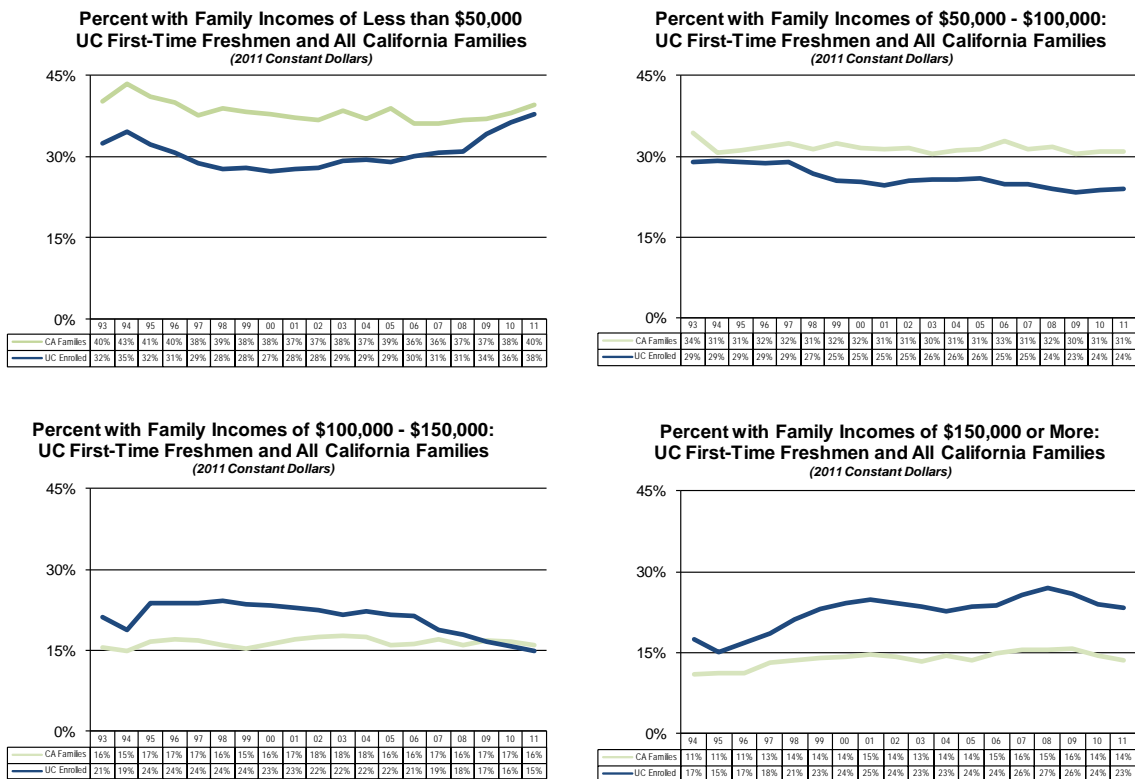 Percent with Family Incomes of Less than $50,000
UC First-Time Freshmen and All California Families
(2011 Constant Dollars)
45%
30%
15%
0%
93 94 95 96 97 98 99 00 01 02 03 04 05 06 07 08 09 10 11
CA Families 40% 43% 41% 40% 38% 39% 38% 38% 37% 37% 38% 37% 39% 36% 36% 37% 37% 38% 40%
UC Enrolled 32% 35% 32% 31% 29% 28% 28% 27% 28% 28% 29% 29% 29% 30% 31% 31% 34% 36% 38%
Percent with Family Incomes of $50,000 - $100,000:
UC First-Time Freshmen and All California Families
(2011 Constant Dollars)
45%
30%
15%
0%
93 94 95 96 97 98 99 00 01 02 03 04 05 06 07 08 09 10 11
CA Families 34% 31% 31% 32% 32% 31% 32% 32% 31% 31% 30% 31% 31% 33% 31% 32% 30% 31% 31%
UC Enrolled 29% 29% 29% 29% 29% 27% 25% 25% 25% 25% 26% 26% 26% 25% 25% 24% 23% 24% 24%
Percent with Family Incomes of $100,000 - $150,000:
UC First-Time Freshmen and All California Families
(2011 Constant Dollars)
45%
30%
15%
0%
93 94 95 96 97 98 99 00 01 02 03 04 05 06 07 08 09 10 11
CA Families 16% 15% 17% 17% 17% 16% 15% 16% 17% 18% 18% 18% 16% 16% 17% 16% 17% 17% 16%
UC Enrolled 21% 19% 24% 24% 24% 24% 24% 23% 23% 22% 22% 22% 22% 21% 19% 18% 17% 16% 15%
Percent with Family Incomes of $150,000 or More:
UC First-Time Freshmen and All California Families
(2011 Constant Dollars)
45%
30%
15%
0%
94 95 96 97 98 99 00 01 02 03 04 05 06 07 08 09 10 11
CA Families 11% 11% 11% 13% 14% 14% 14% 15% 14% 13% 14% 14% 15% 16% 15% 16% 14% 14%
UC Enrolled 17% 15% 17% 18% 21% 23% 24% 25% 24% 23% 23% 24% 24% 26% 27% 26% 24% 23%